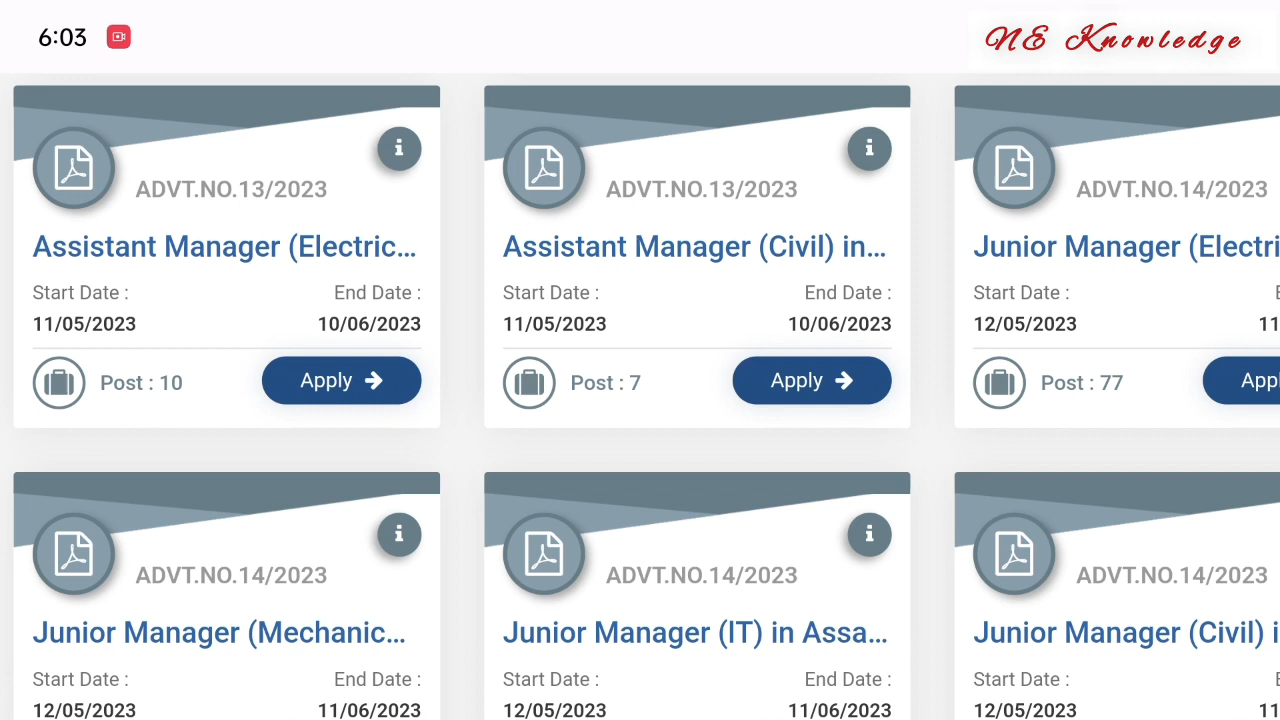 6:03
NE Knowledge
ADVT.NO.13/2023
Assistant Manager (Electric...
Start Date :
End Date :
11/05/2023
10/06/2023
Post : 10
Apply
ADVT.NO.13/2023
Assistant Manager (Civil) in...
Start Date :
End Date :
11/05/2023
10/06/2023
Post : 7
Apply
ADVT.NO.14/2023
Junior Manager (Electri
Start Date :
E
12/05/2023
11
Post : 77
Appl
ADVT.NO.14/2023
Junior Manager (Mechanic...
Start Date :
End Date :
12/05/2023
11/06/2023
ADVT.NO.14/2023
Junior Manager (IT) in Assa...
Start Date :
End Date :
12/05/2023
11/06/2023
ADVT.NO.14/2023
Junior Manager (Civil) i
Start Date :
E
12/05/2023
11